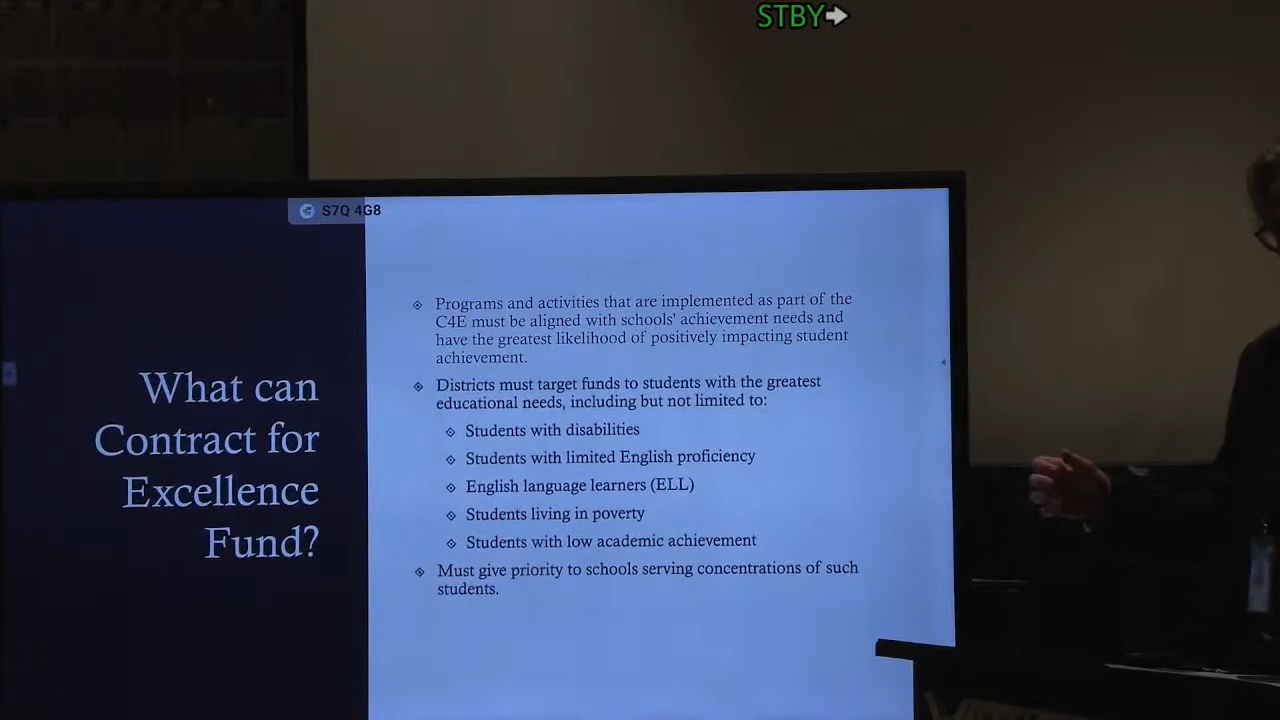 STBY
S7Q 4G8
What can
Contract for
Excellence
Fund?
Programs and activities that are implemented as part of the
C4E must be aligned with schools' achievement needs and
have the greatest likelihood of positively impacting student
achievement.
Districts must target funds to students with the greatest
educational needs, including but not limited to:
Students with disabilities
Students with limited English proficiency
English language learners (ELL)
Students living in poverty
Students with low academic achievement
Must give priority to schools serving concentrations of such
students.